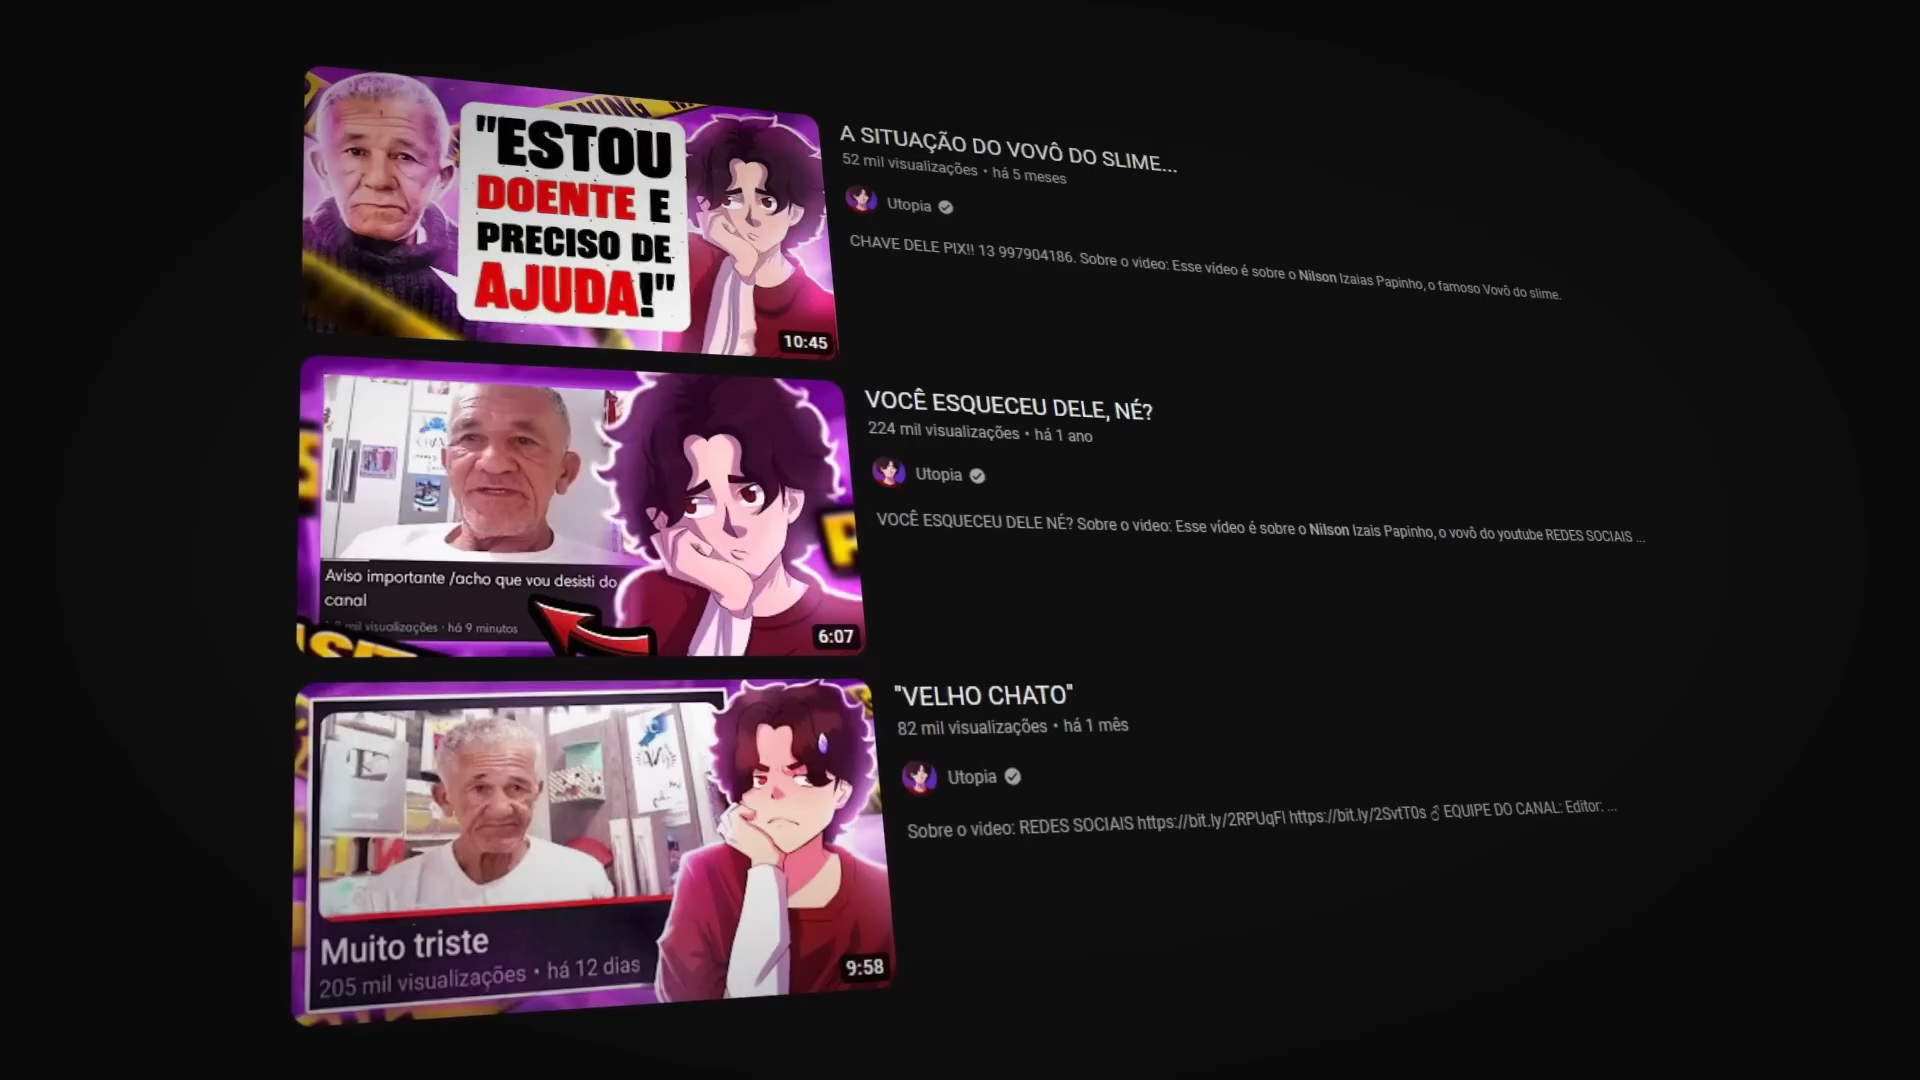 "ESTOU
DOENTE E
PRECISO DE
AJUDA!"
10:45
A SITUAÇÃO DO VOVÔ DO SLIME...
52 mil visualizações • há 5 meses
Utopia
CHAVE DELE PIX!! 13 997904186. Sobre o video: Esse vídeo é sobre o Nilson Izaias Papinho, o famoso Vovô do slime.
Aviso importante /acho que vou desisti do
canal
mil visualizações · há 9 minutos
6:07
VOCÊ ESQUECEU DELE, NÉ?
224 mil visualizações • há 1 ano
Utopia
VOCÊ ESQUECEU DELE NÉ? Sobre o video: Esse vídeo é sobre o Nilson Izais Papinho, o vovô do youtube REDES SOCIAIS ...
Muito triste
205 mil visualizações • há 12 dias
9:58
"VELHO CHATO"
82 mil visualizações • há 1 mês
Utopia
Sobre o video: REDES SOCIAIS https://bit.ly/2RPUqFl https://bit.ly/2SvtT0s ♂ EQUIPE DO CANAL: Editor: ...